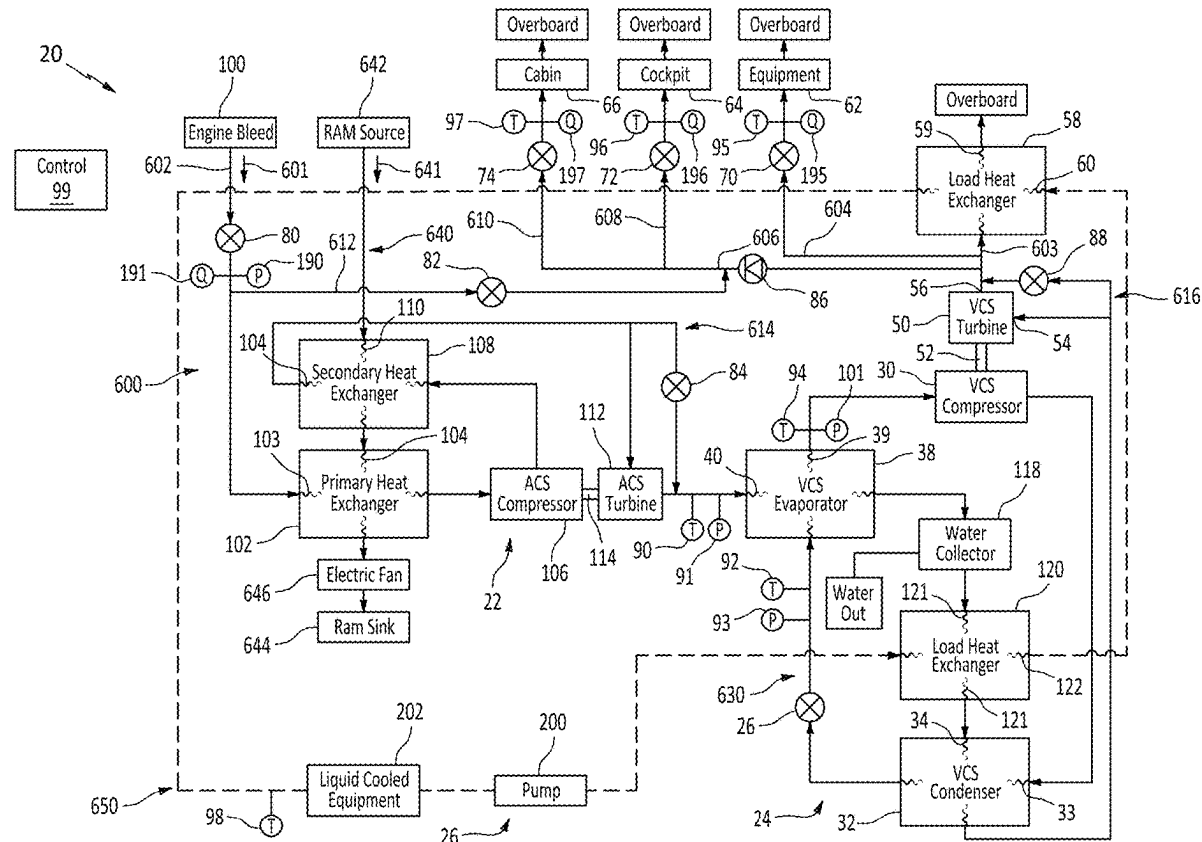 Overboard Overboard Overboard
20 100 642
Cabin Cockpit Equipment
66 64 62
Overboard
97 T Q 96 T Q 95 T Q
59 58
Engine Bleed RAM Source
602 601 641
Control
99
74 197 72 196 70 195
60
Load Heat
Exchanger
610 608 604
80 640 606 603 88
612 82
191 Q P 190
86 56
616
110 614 50 VCS
Turbine
54
104 108
52
600 Secondary Heat
Exchanger
84 94 101 30
T P
VCS
Compressor
112 39 38
103 104 40
118
Primary Heat
Exchanger
ACS
Compressor
ACS
Turbine
VCS
Evaporator
102 114 T P
90 91
Water
Collector
22 106 92 T
120
Electric Fan
646
121
Water
Out
93 P
Ram Sink
644
Load Heat
Exchanger
630 122
121
26
202 200 34
VCS
Condenser
Liquid Cooled
Equipment
Pump
33
650
98 T 26 24 32